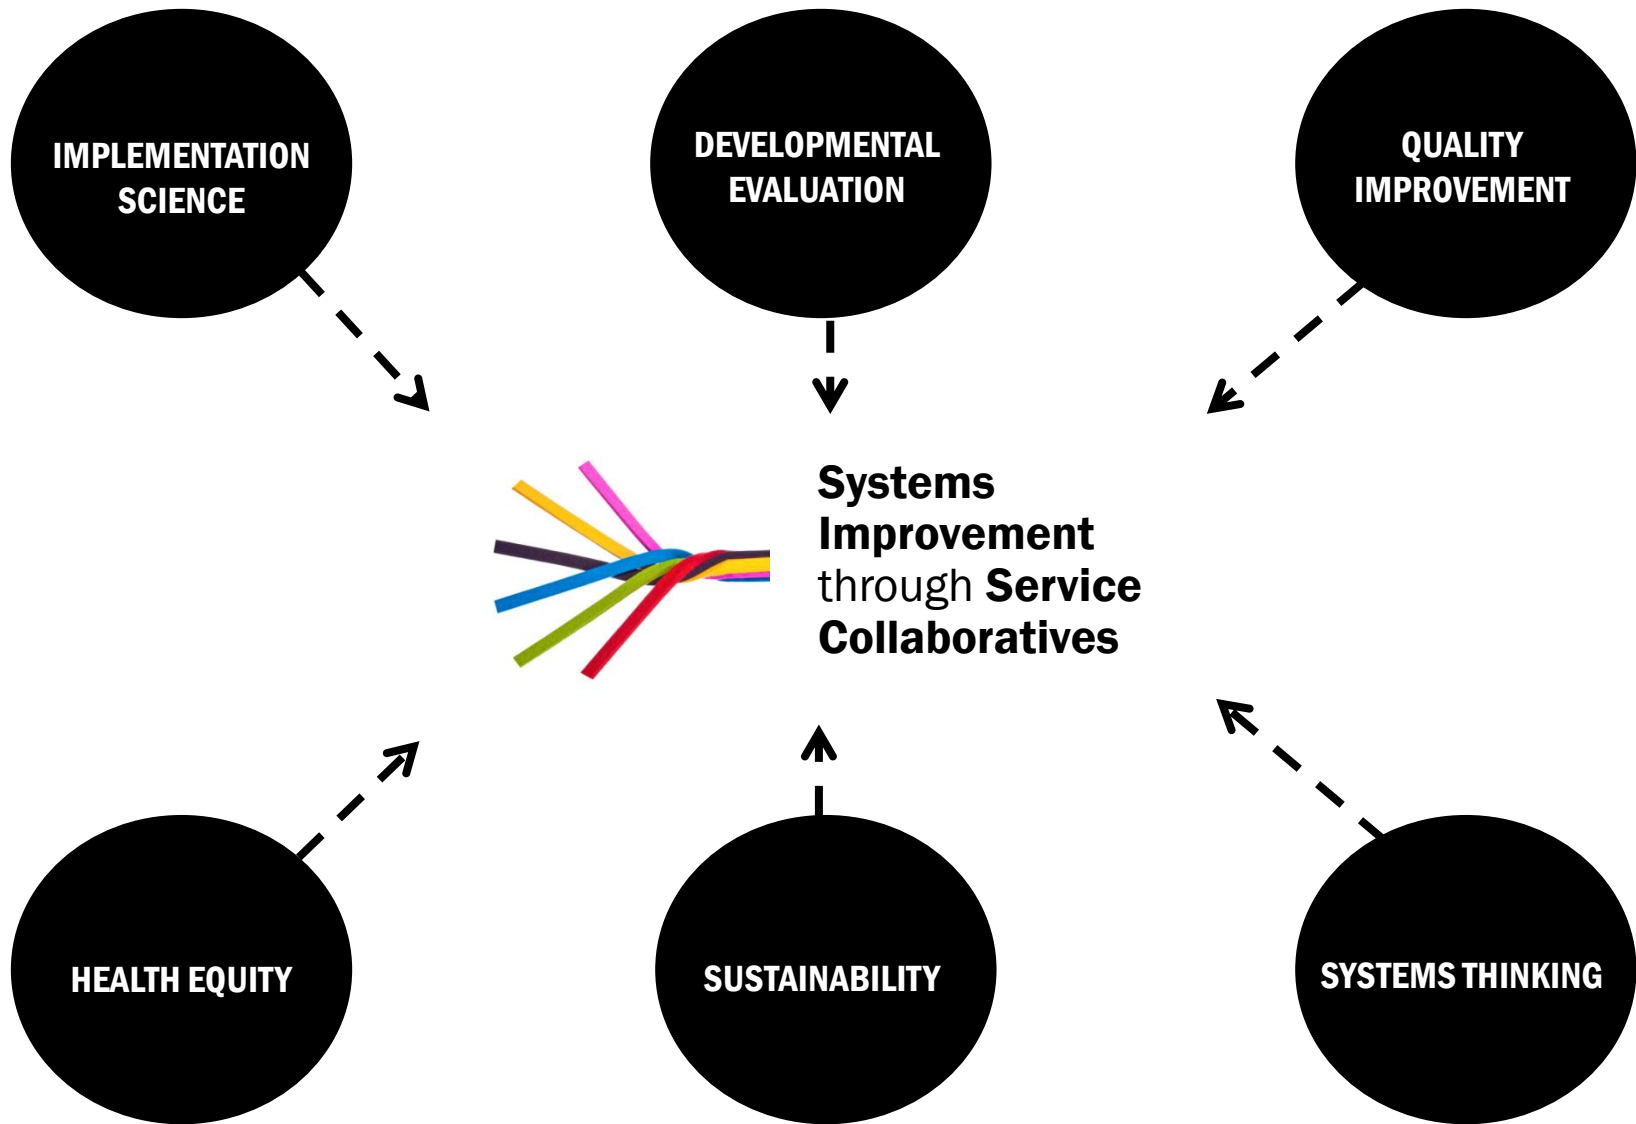 IMPLEMENTATION
SCIENCE
DEVELOPMENTAL
EVALUATION
QUALITY
IMPROVEMENT
Systems
Improvement
through Service
Collaboratives
HEALTH EQUITY
SUSTAINABILITY
SYSTEMS THINKING